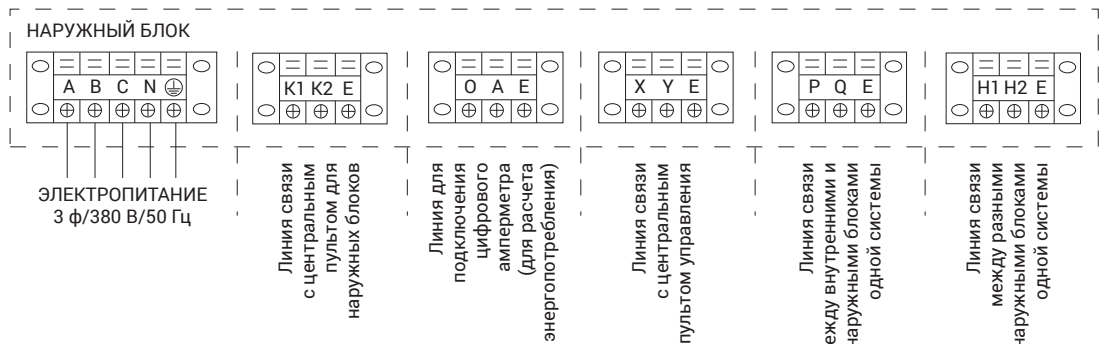 НАРУЖНЫЙ БЛОК
A B C N
K1 K2 E
O A E
X Y E
P Q E
H1 H2 E
ЭЛЕКТРОПИТАНИЕ
3 ф/380 В/50 Гц
Линия связи
с центральным
пультом для
наружных блоков
Линия для
подключения
цифрового
амперметра
(для расчета
энергопотребления)
Линия связи
с центральным
пультом управления
Линия связи
ежду внутренними и
наружными блоками
одной системы
Линия связи
между разными
наружными блоками
одной системы